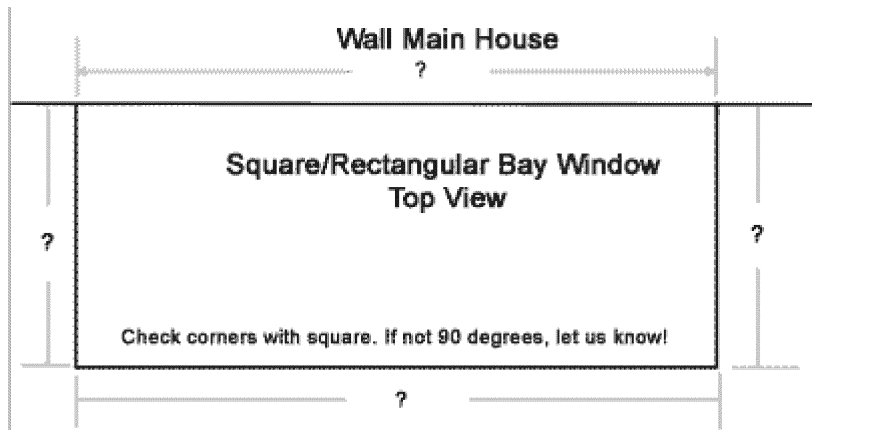 Wall Main House
?
Square/Rectangular Bay Window
Top View
?
?
Check corners with square. If not 90 degrees, let us know!
?